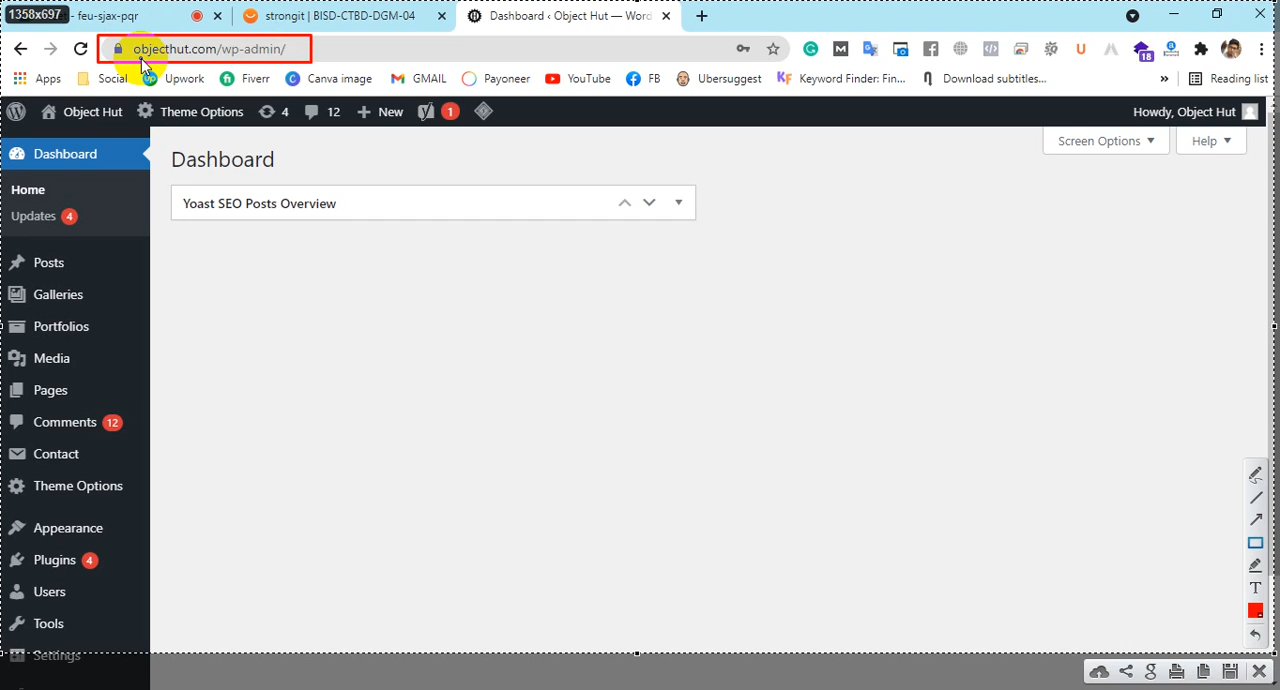 1358x697
- feu-sjax-pqr
strongit | BISD-CTBD-DGM-04
Dashboard ‹ Object Hut — Word
objecthut.com/wp-admin/
18
Apps
Social
Upwork
Fiverr
Canva image
GMAIL
Payoneer
YouTube
FB
Ubersuggest
Keyword Finder: Fin...
Download subtitles...
»
Reading list
Object Hut
Theme Options
4
12
New
1
Howdy, Object Hut
Dashboard
Home
Updates 4
Posts
Galleries
Portfolios
Media
Pages
Comments 12
Contact
Theme Options
Appearance
Plugins 4
Users
Tools
Settings
Dashboard
Screen Options
Help
Yoast SEO Posts Overview